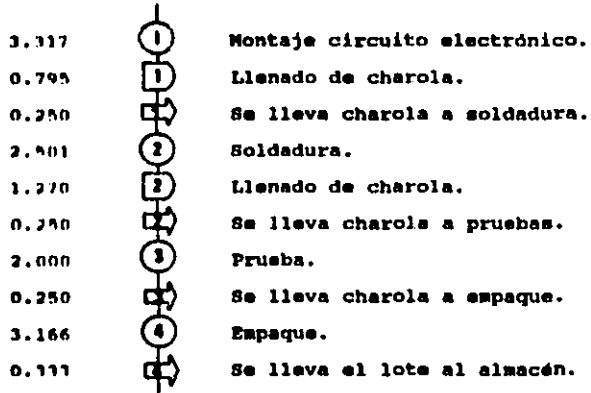 3.317 1 Montaje circuito electrónico.
0.795 1 Llenado de charola.
0.250 1 Se lleva charola a soldadura.
2.501 2 Soldadura.
1.270 2 Llenado de charola.
0.250 2 Se lleva charola a pruebas.
2.000 3 Prueba.
0.250 3 Se lleva charola a empaque.
3.166 4 Empaque.
4 Se lleva el lote al almacén.